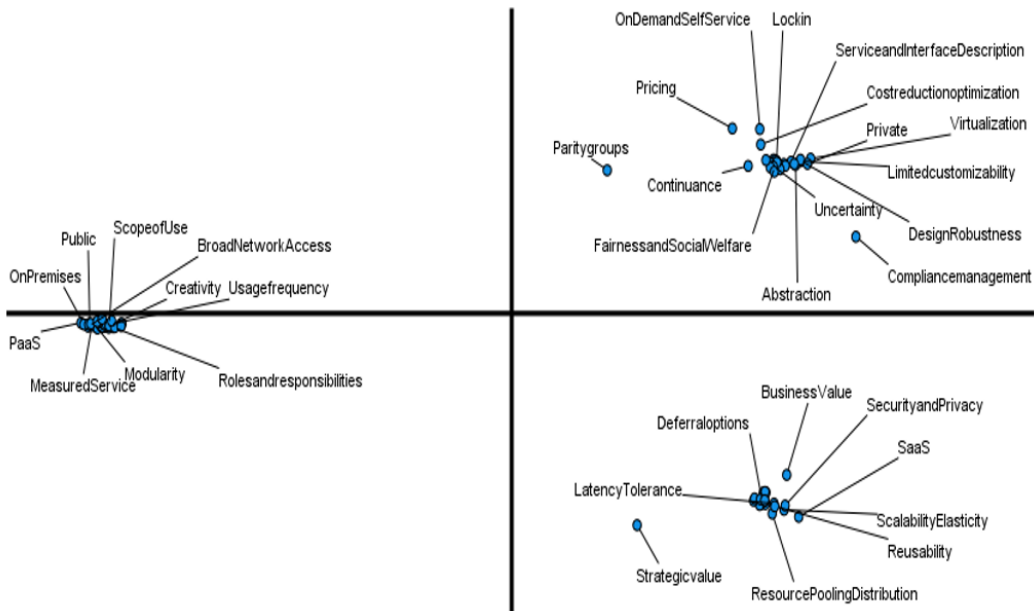 OnDemandSelfService
Lockin
ServiceandInterfaceDescription
Pricing
Costreductionoptimization
Private
Virtualization
Paritygroups
Limitedcustomizability
Continuance
Uncertainty
DesignRobustness
FairnessandSocialWelfare
Compliancemanagement
Abstraction
ScopeofUse
Public
BroadNetworkAccess
OnPremises
Creativity
Usagefrequency
PaaS
Modularity
MeasuredService
Rolesandresponsibilities
BusinessValue
SecurityandPrivacy
Deferraloptions
SaaS
LatencyTolerance
ScalabilityElasticity
Reusability
Strategicvalue
ResourcePoolingDistribution